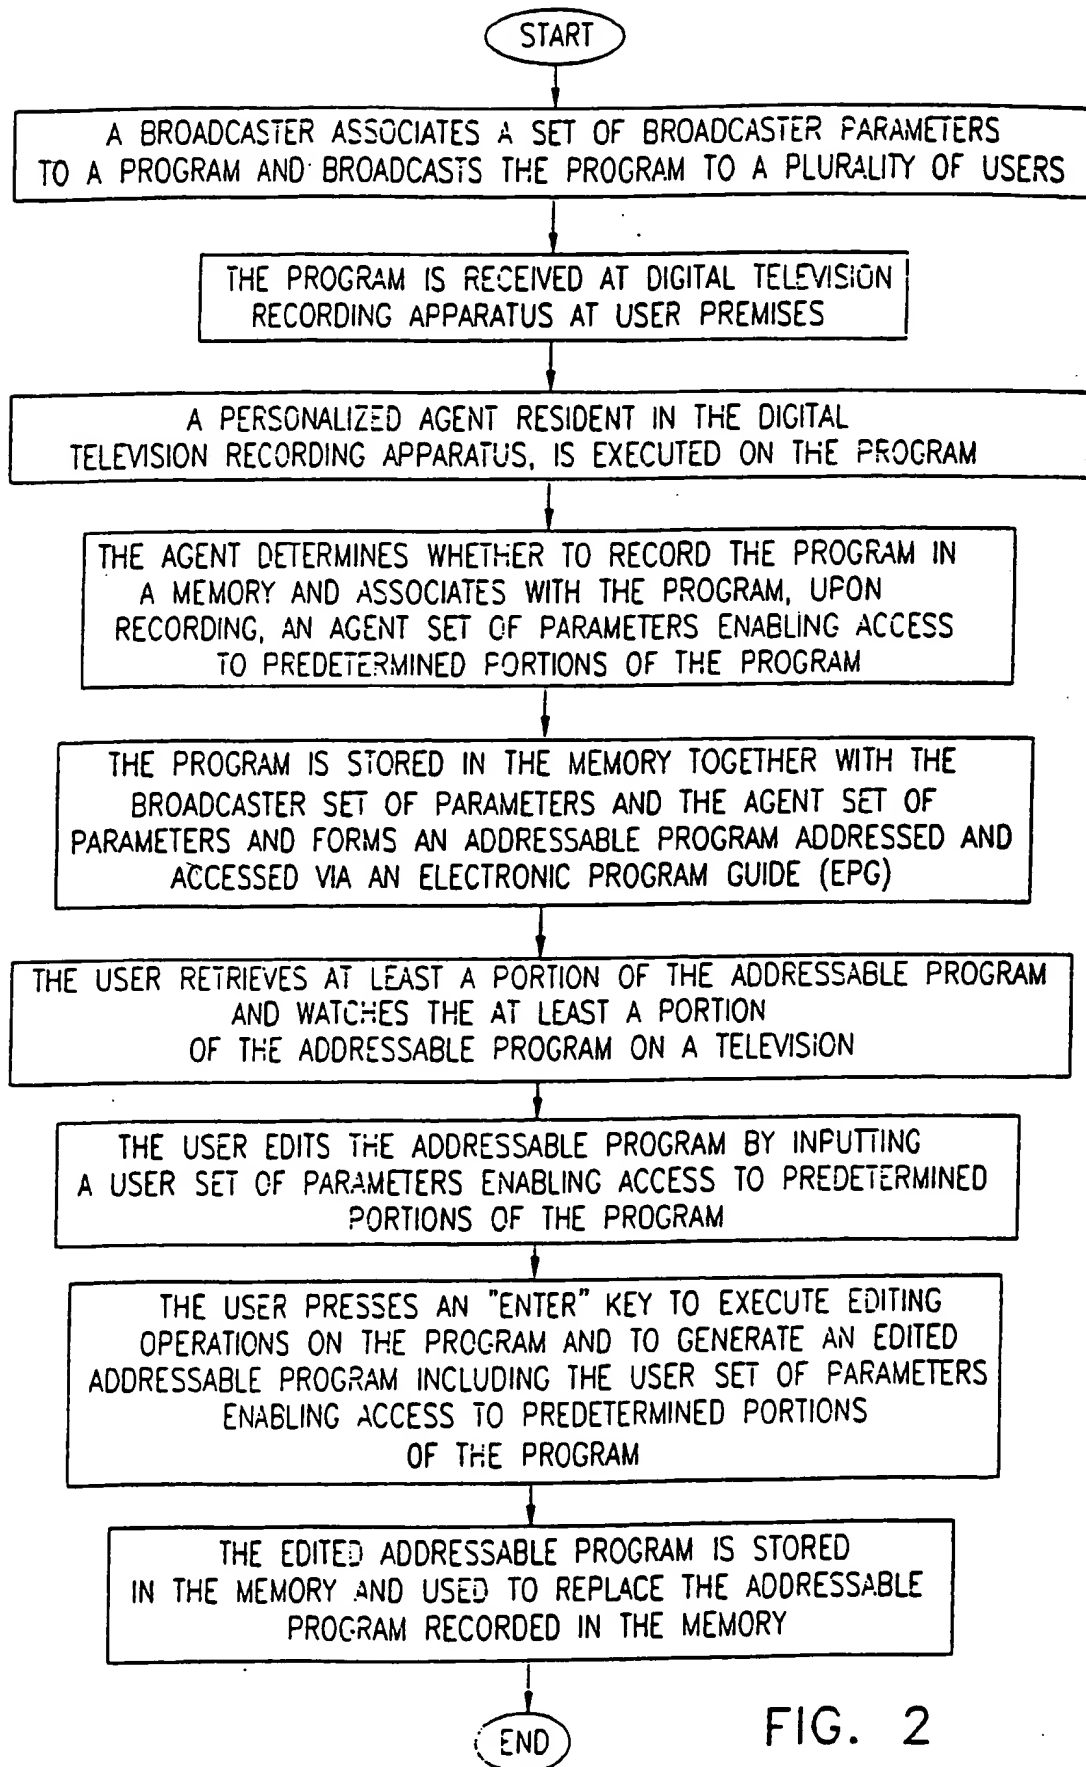 START
A BROADCASTER ASSOCIATES A SET OF BROADCASTER PARAMETERS
TO A PROGRAM AND BROADCASTS THE PROGRAM TO A PLURALITY OF USERS
THE PROGRAM IS RECEIVED AT DIGITAL TELEVISION
RECORDING APPARATUS AT USER PREMISES
A PERSONALIZED AGENT RESIDENT IN THE DIGITAL
TELEVISION RECORDING APPARATUS, IS EXECUTED ON THE PROGRAM
THE AGENT DETERMINES WHETHER TO RECORD THE PROGRAM IN
A MEMORY AND ASSOCIATES WITH THE PROGRAM, UPON
RECORDING, AN AGENT SET OF PARAMETERS ENABLING ACCESS
TO PREDETERMINED PORTIONS OF THE PROGRAM
THE PROGRAM IS STORED IN THE MEMORY TOGETHER WITH THE
BROADCASTER SET OF PARAMETERS AND THE AGENT SET OF
PARAMETERS AND FORMS AN ADDRESSABLE PROGRAM ADDRESSED AND
ACCESSED VIA AN ELECTRONIC PROGRAM GUIDE (EPG)
THE USER RETRIEVES AT LEAST A PORTION OF THE ADDRESSABLE PROGRAM
AND WATCHES THE AT LEAST A PORTION
OF THE ADDRESSABLE PROGRAM ON A TELEVISION
THE USER EDITS THE ADDRESSABLE PROGRAM BY INPUTTING
A USER SET OF PARAMETERS ENABLING ACCESS TO PREDETERMINED
PORTIONS OF THE PROGRAM
THE USER PRESSES AN "ENTER" KEY TO EXECUTE EDITING
OPERATIONS ON THE PROGRAM AND TO GENERATE AN EDITED
ADDRESSABLE PROGRAM INCLUDING THE USER SET OF PARAMETERS
ENABLING ACCESS TO PREDETERMINED PORTIONS
OF THE PROGRAM
THE EDITED ADDRESSABLE PROGRAM IS STORED
IN THE MEMORY AND USED TO REPLACE THE ADDRESSABLE
PROGRAM RECORDED IN THE MEMORY
END
FIG. 2